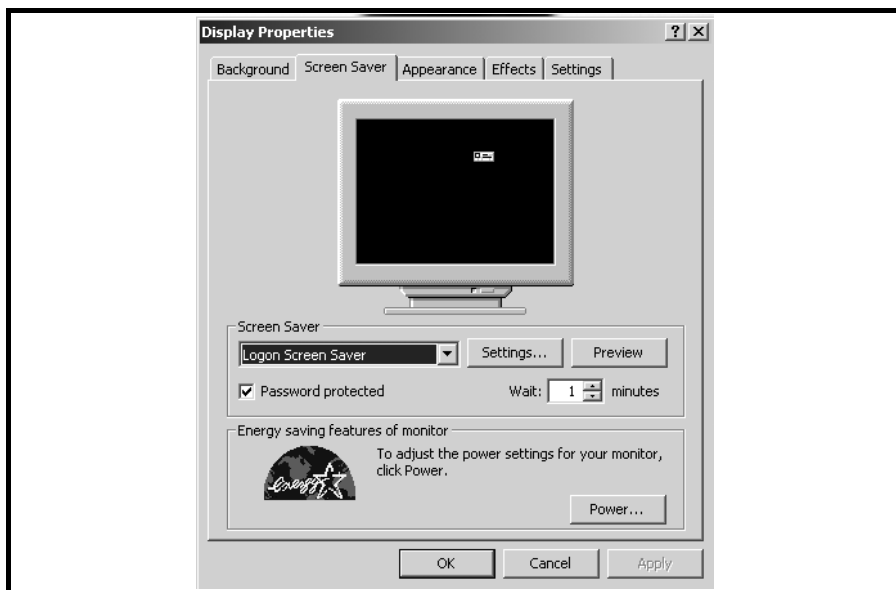 Display Properties
Background Screen Saver Appearance Effects Settings
Screen Saver
Logon Screen Saver Settings... Preview
Password protected Wait: 1 minutes
Energy saving features of monitor
To adjust the power settings for your monitor,
click Power.
energy
Power...
OK Cancel Apply